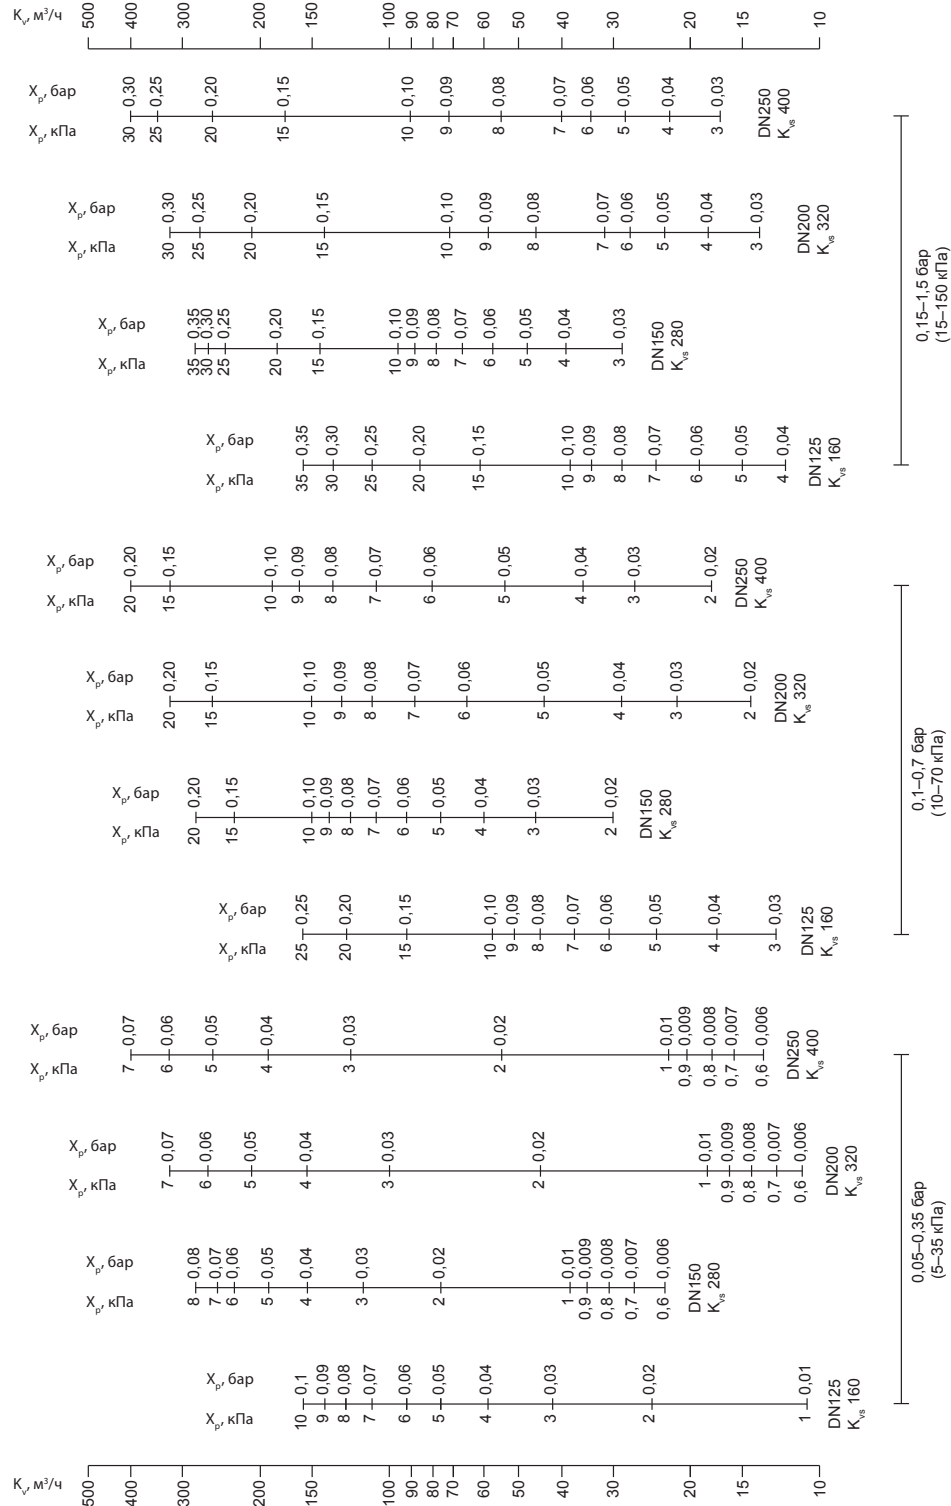 Kv, м³/ч 500 400 300 200 150 100 90 80 70 60 50 40 30 20 15 10
Xp, бар 0,30 0,25 0,20 0,15 0,10 0,09 0,08 0,07 0,06 0,05 0,04 0,03
Xp, кПа 30 25 20 15 10 9 8 7 6 5 4 3
DN250
Kvs 400
Xp, бар 0,30 0,25 0,20 0,15 0,10 0,09 0,08 0,07 0,06 0,05 0,04 0,03
Xp, кПа 30 25 20 15 10 9 8 7 6 5 4 3
DN200
Kvs 320
Xp, бар 0,35 0,30 0,25 0,20 0,15 0,10 0,09 0,08 0,07 0,06 0,05 0,04 0,03
Xp, кПа 35 30 25 20 15 10 9 8 7 6 5 4 3
DN150
Kvs 280
Xp, бар 0,35 0,30 0,25 0,20 0,15 0,10 0,09 0,08 0,07 0,06 0,05 0,04
Xp, кПа 35 30 25 20 15 10 9 8 7 6 5 4
DN125
Kvs 160
0,15–1,5 бар
(15–150 кПа)
Xp, бар 0,20 0,15 0,10 0,09 0,08 0,07 0,06 0,05 0,04 0,03 0,02
Xp, кПа 20 15 10 9 8 7 6 5 4 3 2
DN250
Kvs 400
Xp, бар 0,20 0,15 0,10 0,09 0,08 0,07 0,06 0,05 0,04 0,03 0,02
Xp, кПа 20 15 10 9 8 7 6 5 4 3 2
DN200
Kvs 320
Xp, бар 0,20 0,15 0,10 0,09 0,08 0,07 0,06 0,05 0,04 0,03 0,02
Xp, кПа 20 15 10 9 8 7 6 5 4 3 2
DN150
Kvs 280
Xp, бар 0,25 0,20 0,15 0,10 0,09 0,08 0,07 0,06 0,05 0,04 0,03
Xp, кПа 25 20 15 10 9 8 7 6 5 4 3
DN125
Kvs 160
0,1–0,7 бар
(10–70 кПа)
Xp, бар 0,07 0,06 0,05 0,04 0,03 0,02 0,01 0,009 0,008 0,007 0,006
Xp, кПа 7 6 5 4 3 2 1 0,9 0,8 0,7 0,6
DN250
Kvs 400
Xp, бар 0,07 0,06 0,05 0,04 0,03 0,02 0,01 0,009 0,008 0,007 0,006
Xp, кПа 7 6 5 4 3 2 1 0,9 0,8 0,7 0,6
DN200
Kvs 320
Xp, бар 0,08 0,07 0,06 0,05 0,04 0,03 0,02 0,01 0,009 0,008 0,007 0,006
Xp, кПа 8 7 6 5 4 3 2 1 0,9 0,8 0,7 0,6
DN150
Kvs 280
Xp, бар 0,1 0,09 0,08 0,07 0,06 0,05 0,04 0,03 0,02 0,01
Xp, кПа 10 9 8 7 6 5 4 3 2 1
DN125
Kvs 160
0,05–0,35 бар
(5–35 кПа)
Kv, м³/ч 500 400 300 200 150 100 90 80 70 60 50 40 30 20 15 10